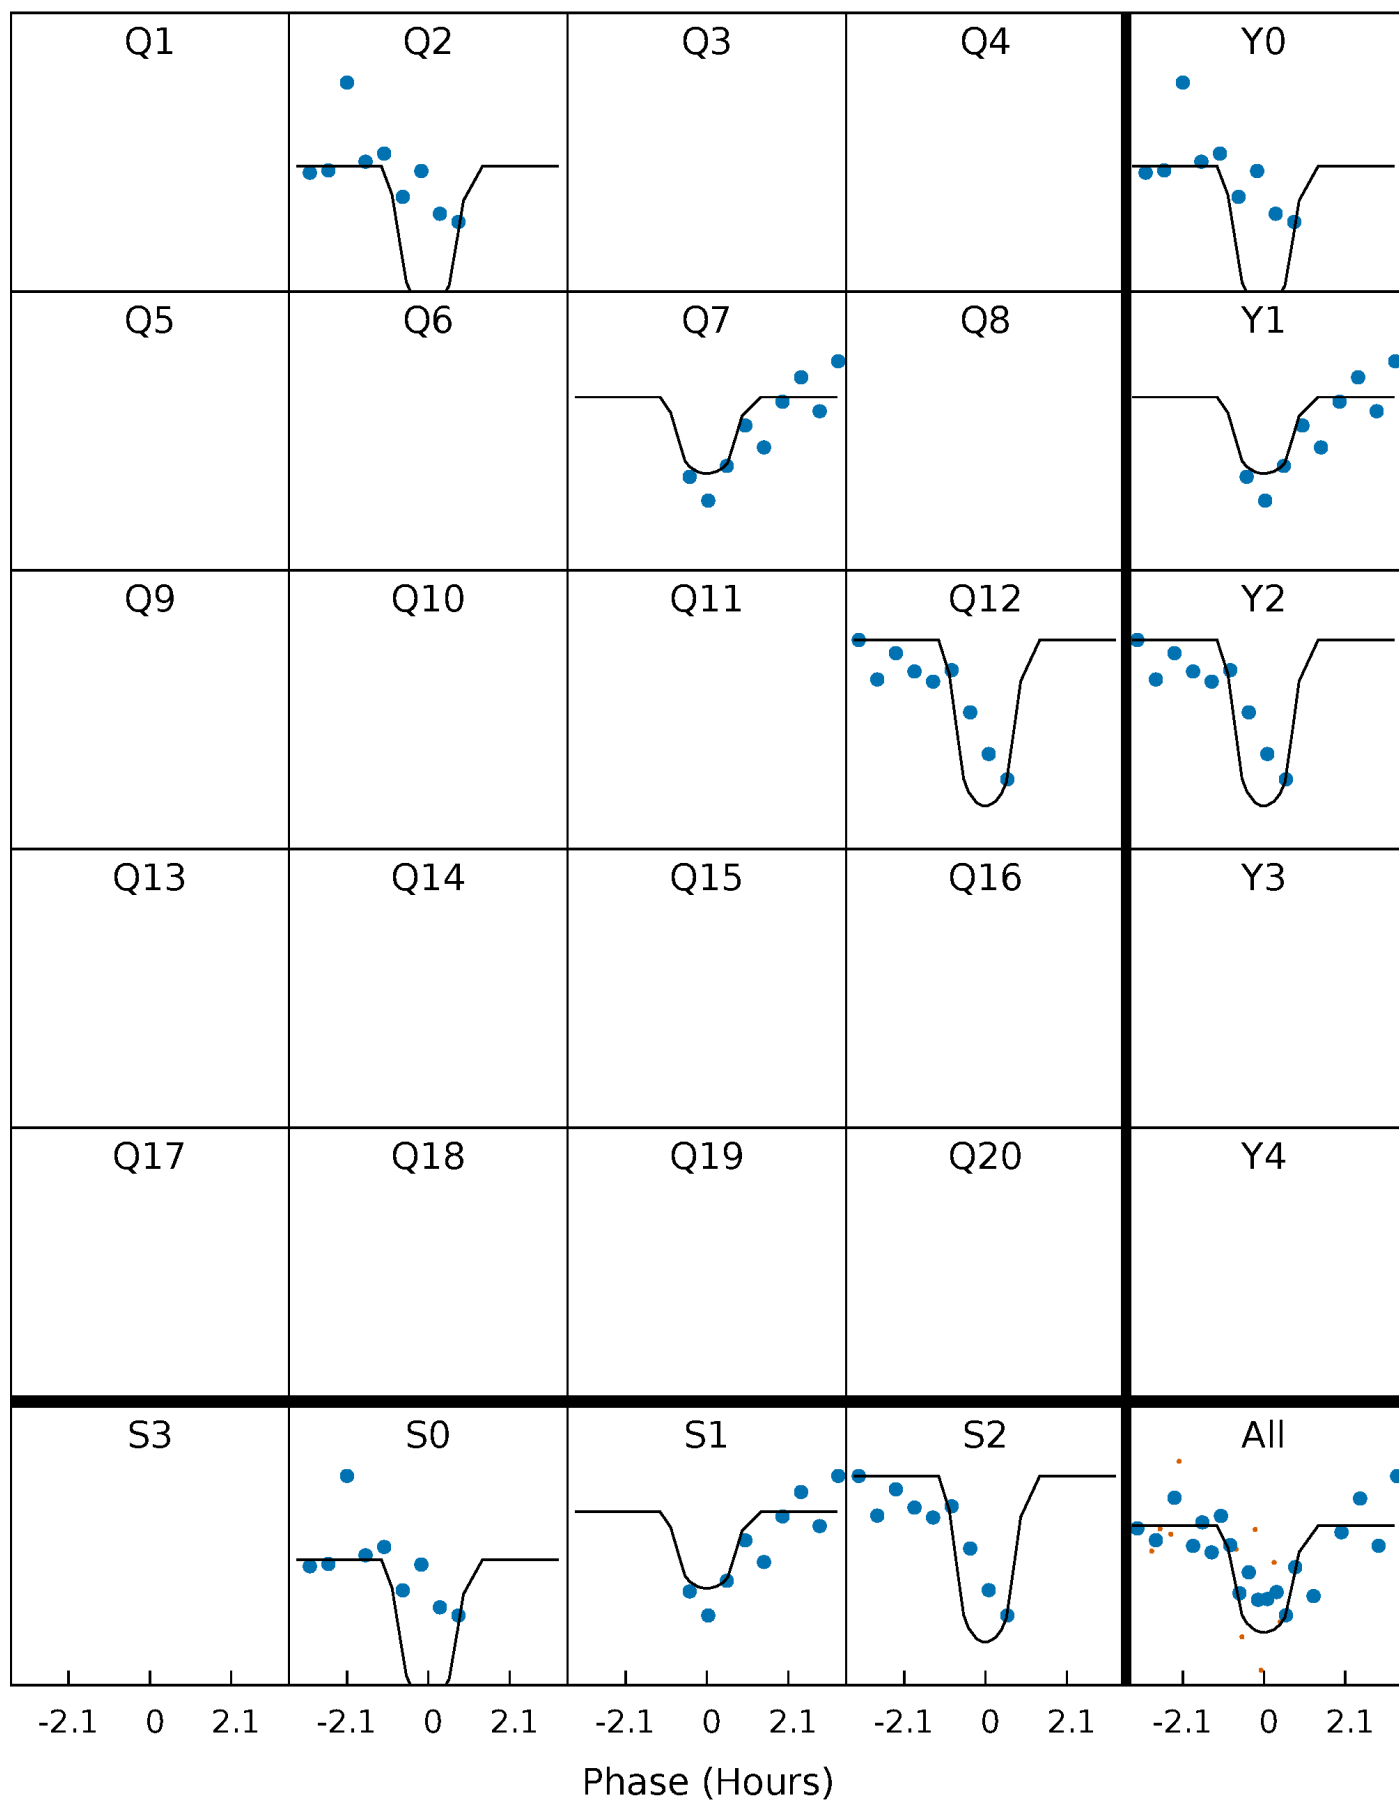 Q1 Q2 Q3 Q4 Y0
Q5 Q6 Q7 Q8 Y1
Q9 Q10 Q11 Q12 Y2
Q13 Q14 Q15 Q16 Y3
Q17 Q18 Q19 Q20 Y4
S3 S0 S1 S2 All
-2.1 0 2.1 -2.1 0 2.1 -2.1 0 2.1 -2.1 0 2.1 -2.1 0 2.1
Phase (Hours)